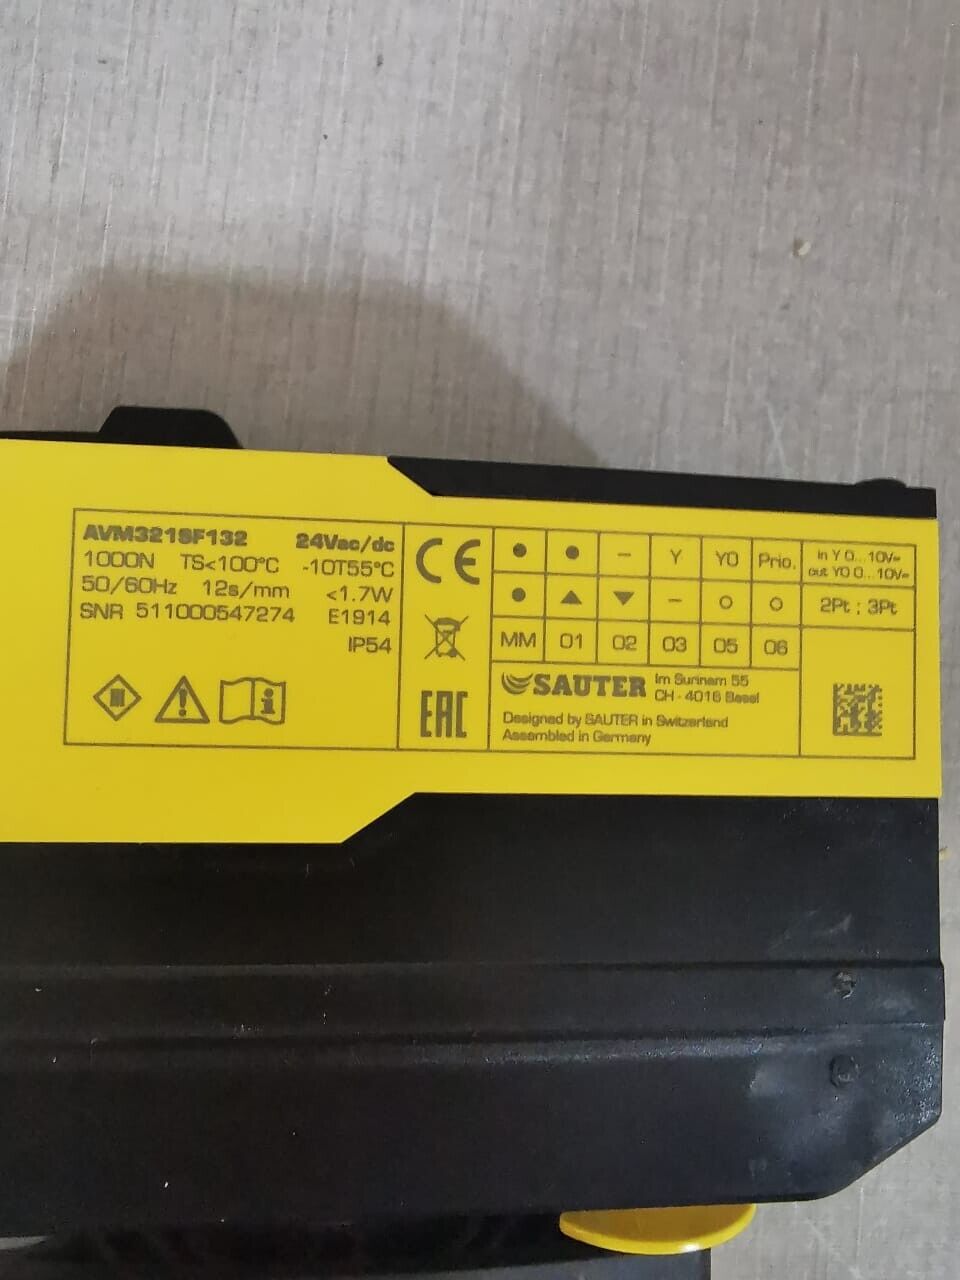 AVM321SF132 24Vac/dc
1000N TS<100°C -10T55°C
50/60Hz 12s/mm <1.7W
SNR 511000547274 E1914
IP54
CE
EAC
● ● – Y Y0 Prio. in Y 0...10V=
out Y0 0...10V=
● ▲ ▼ – ○ ○ 2Pt ; 3Pt
MM 01 02 03 05 06
SAUTER Im Surinam 55
CH - 4016 Basel
Designed by SAUTER in Switzerland
Assembled in Germany